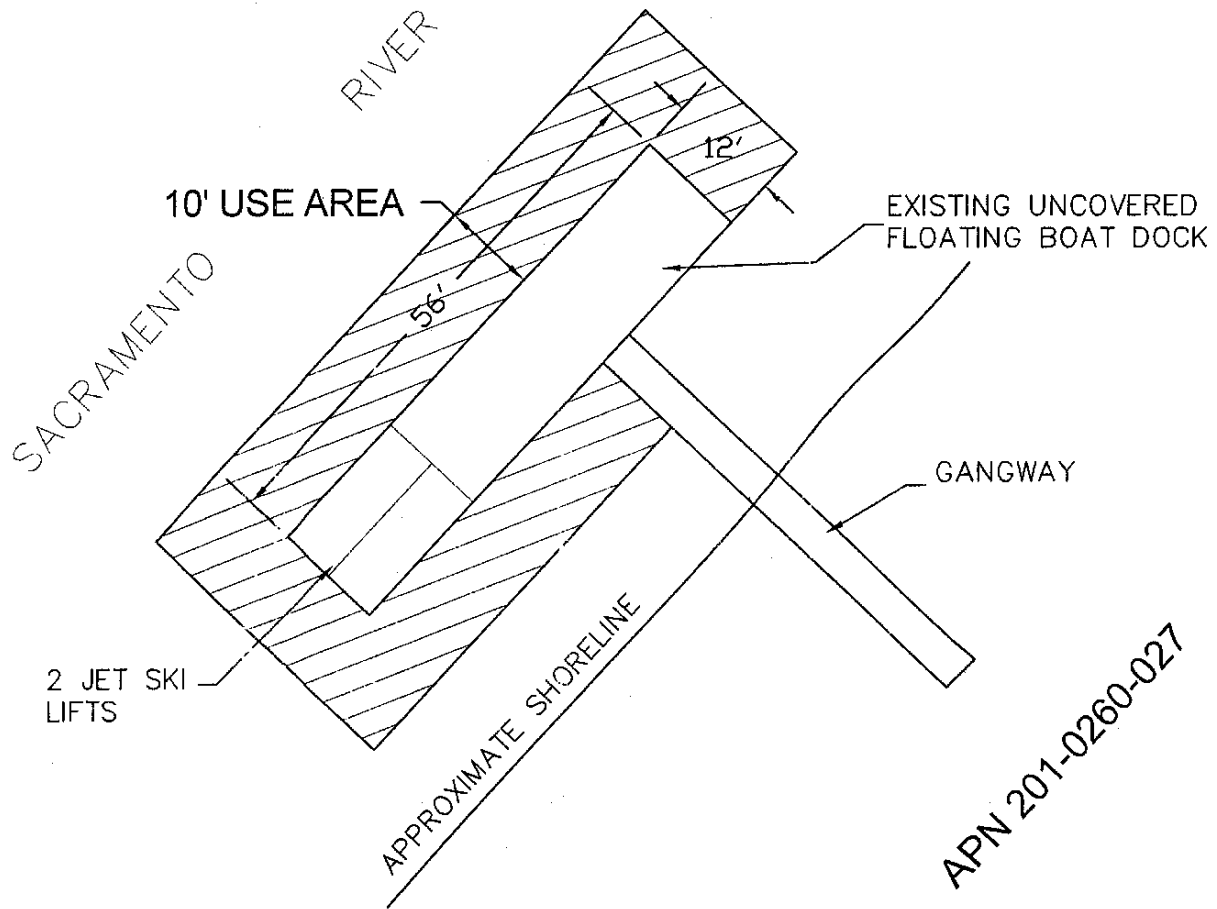 SACRAMENTO RIVER
12'
10' USE AREA
EXISTING UNCOVERED
FLOATING BOAT DOCK
56'
GANGWAY
2 JET SKI
LIFTS
APPROXIMATE SHORELINE
APN 201-0260-027